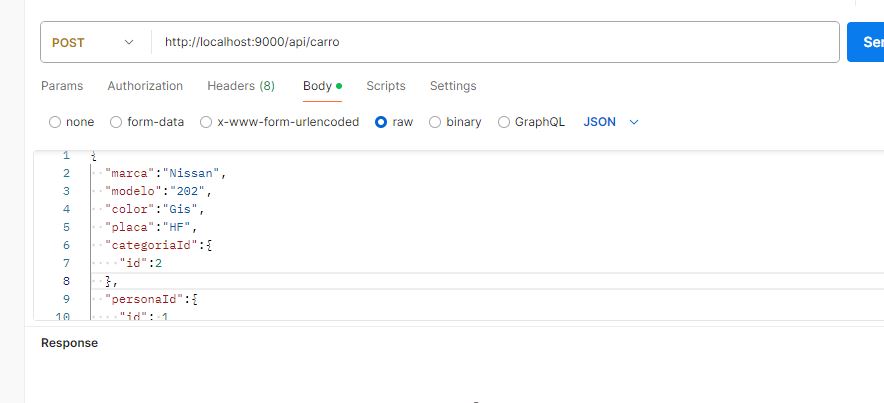 POST http://localhost:9000/api/carro
Params Authorization Headers (8) Body Scripts Settings
none form-data x-www-form-urlencoded raw binary GraphQL JSON
1 {
2 "marca":"Nissan",
3 "modelo":"202",
4 "color":"Gis",
5 "placa":"HF",
6 "categoriaId":{
7 "id":2
8 },
9 "personaId":{
10 "id": 1
Response